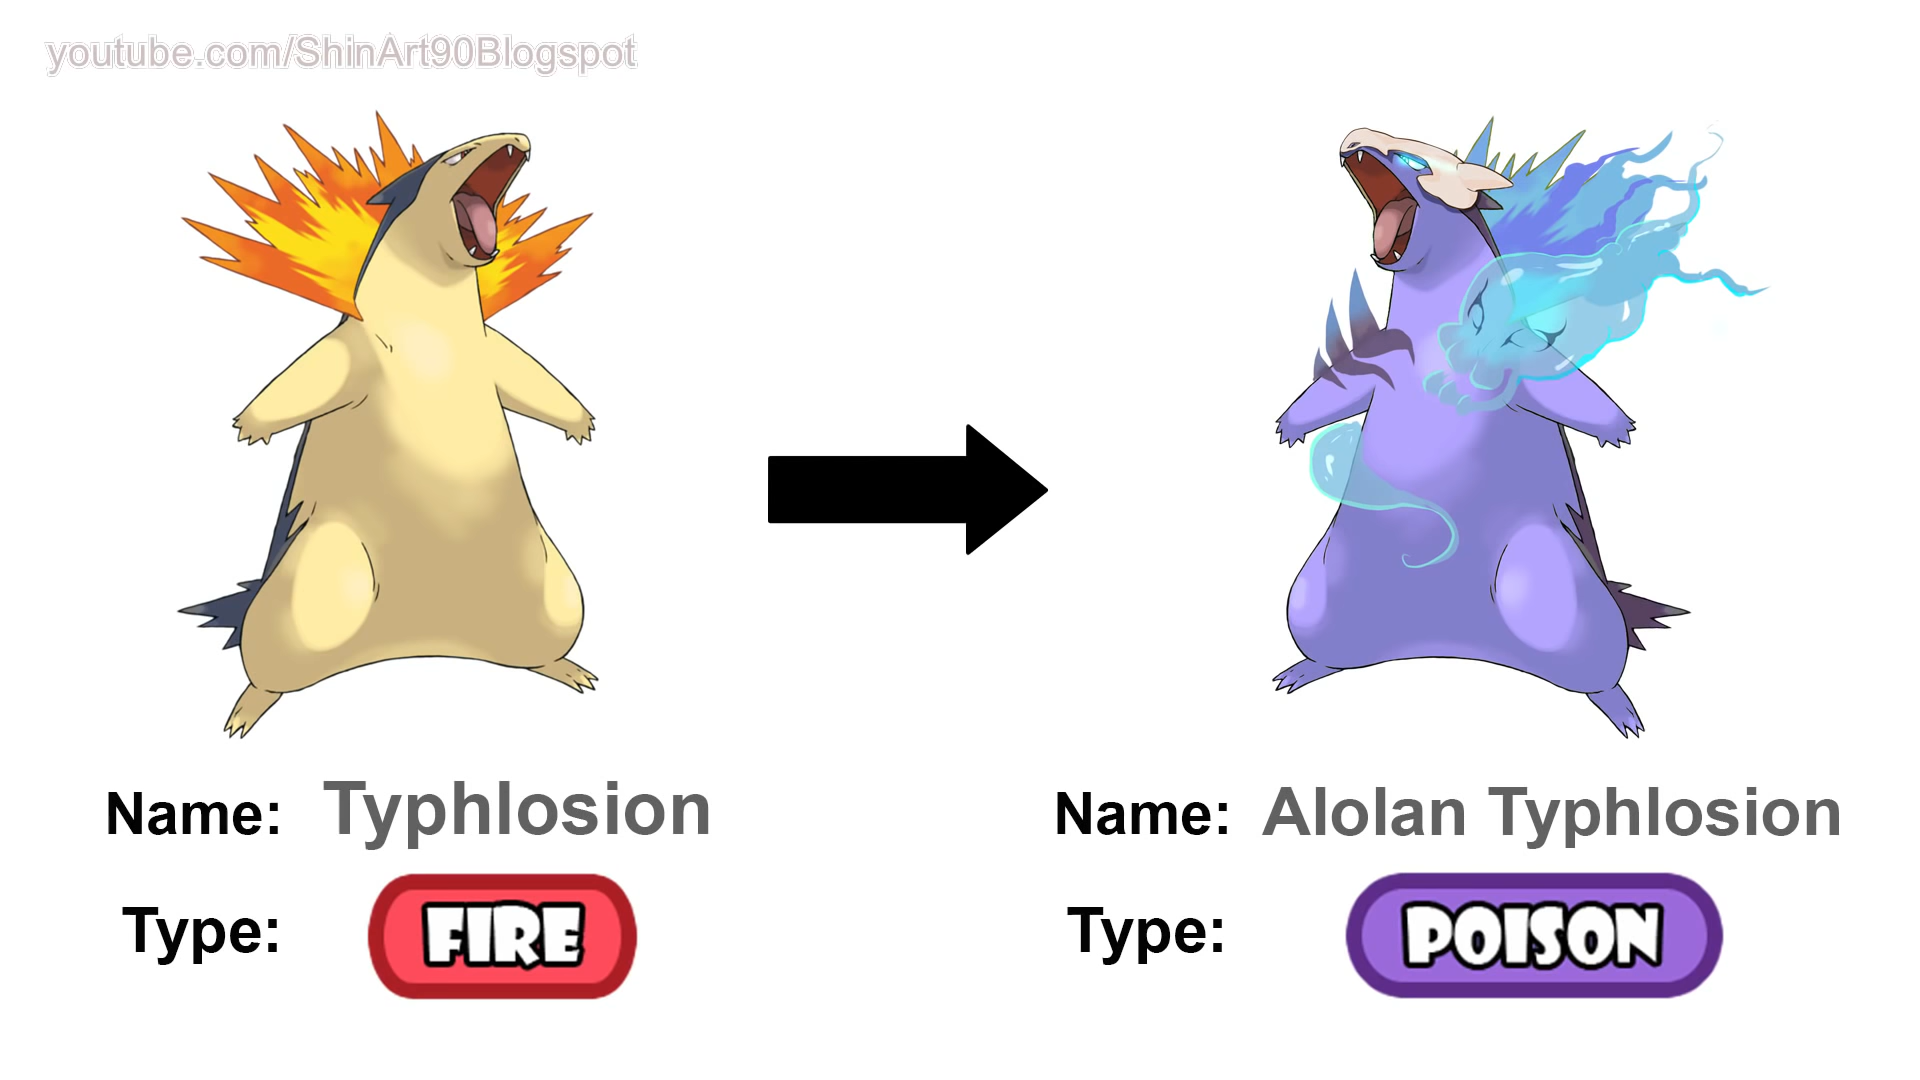 youtube.com/ShinArt90Blogspot
Name: Typhlosion
Name: Alolan Typhlosion
Type: FIRE
Type: POISON